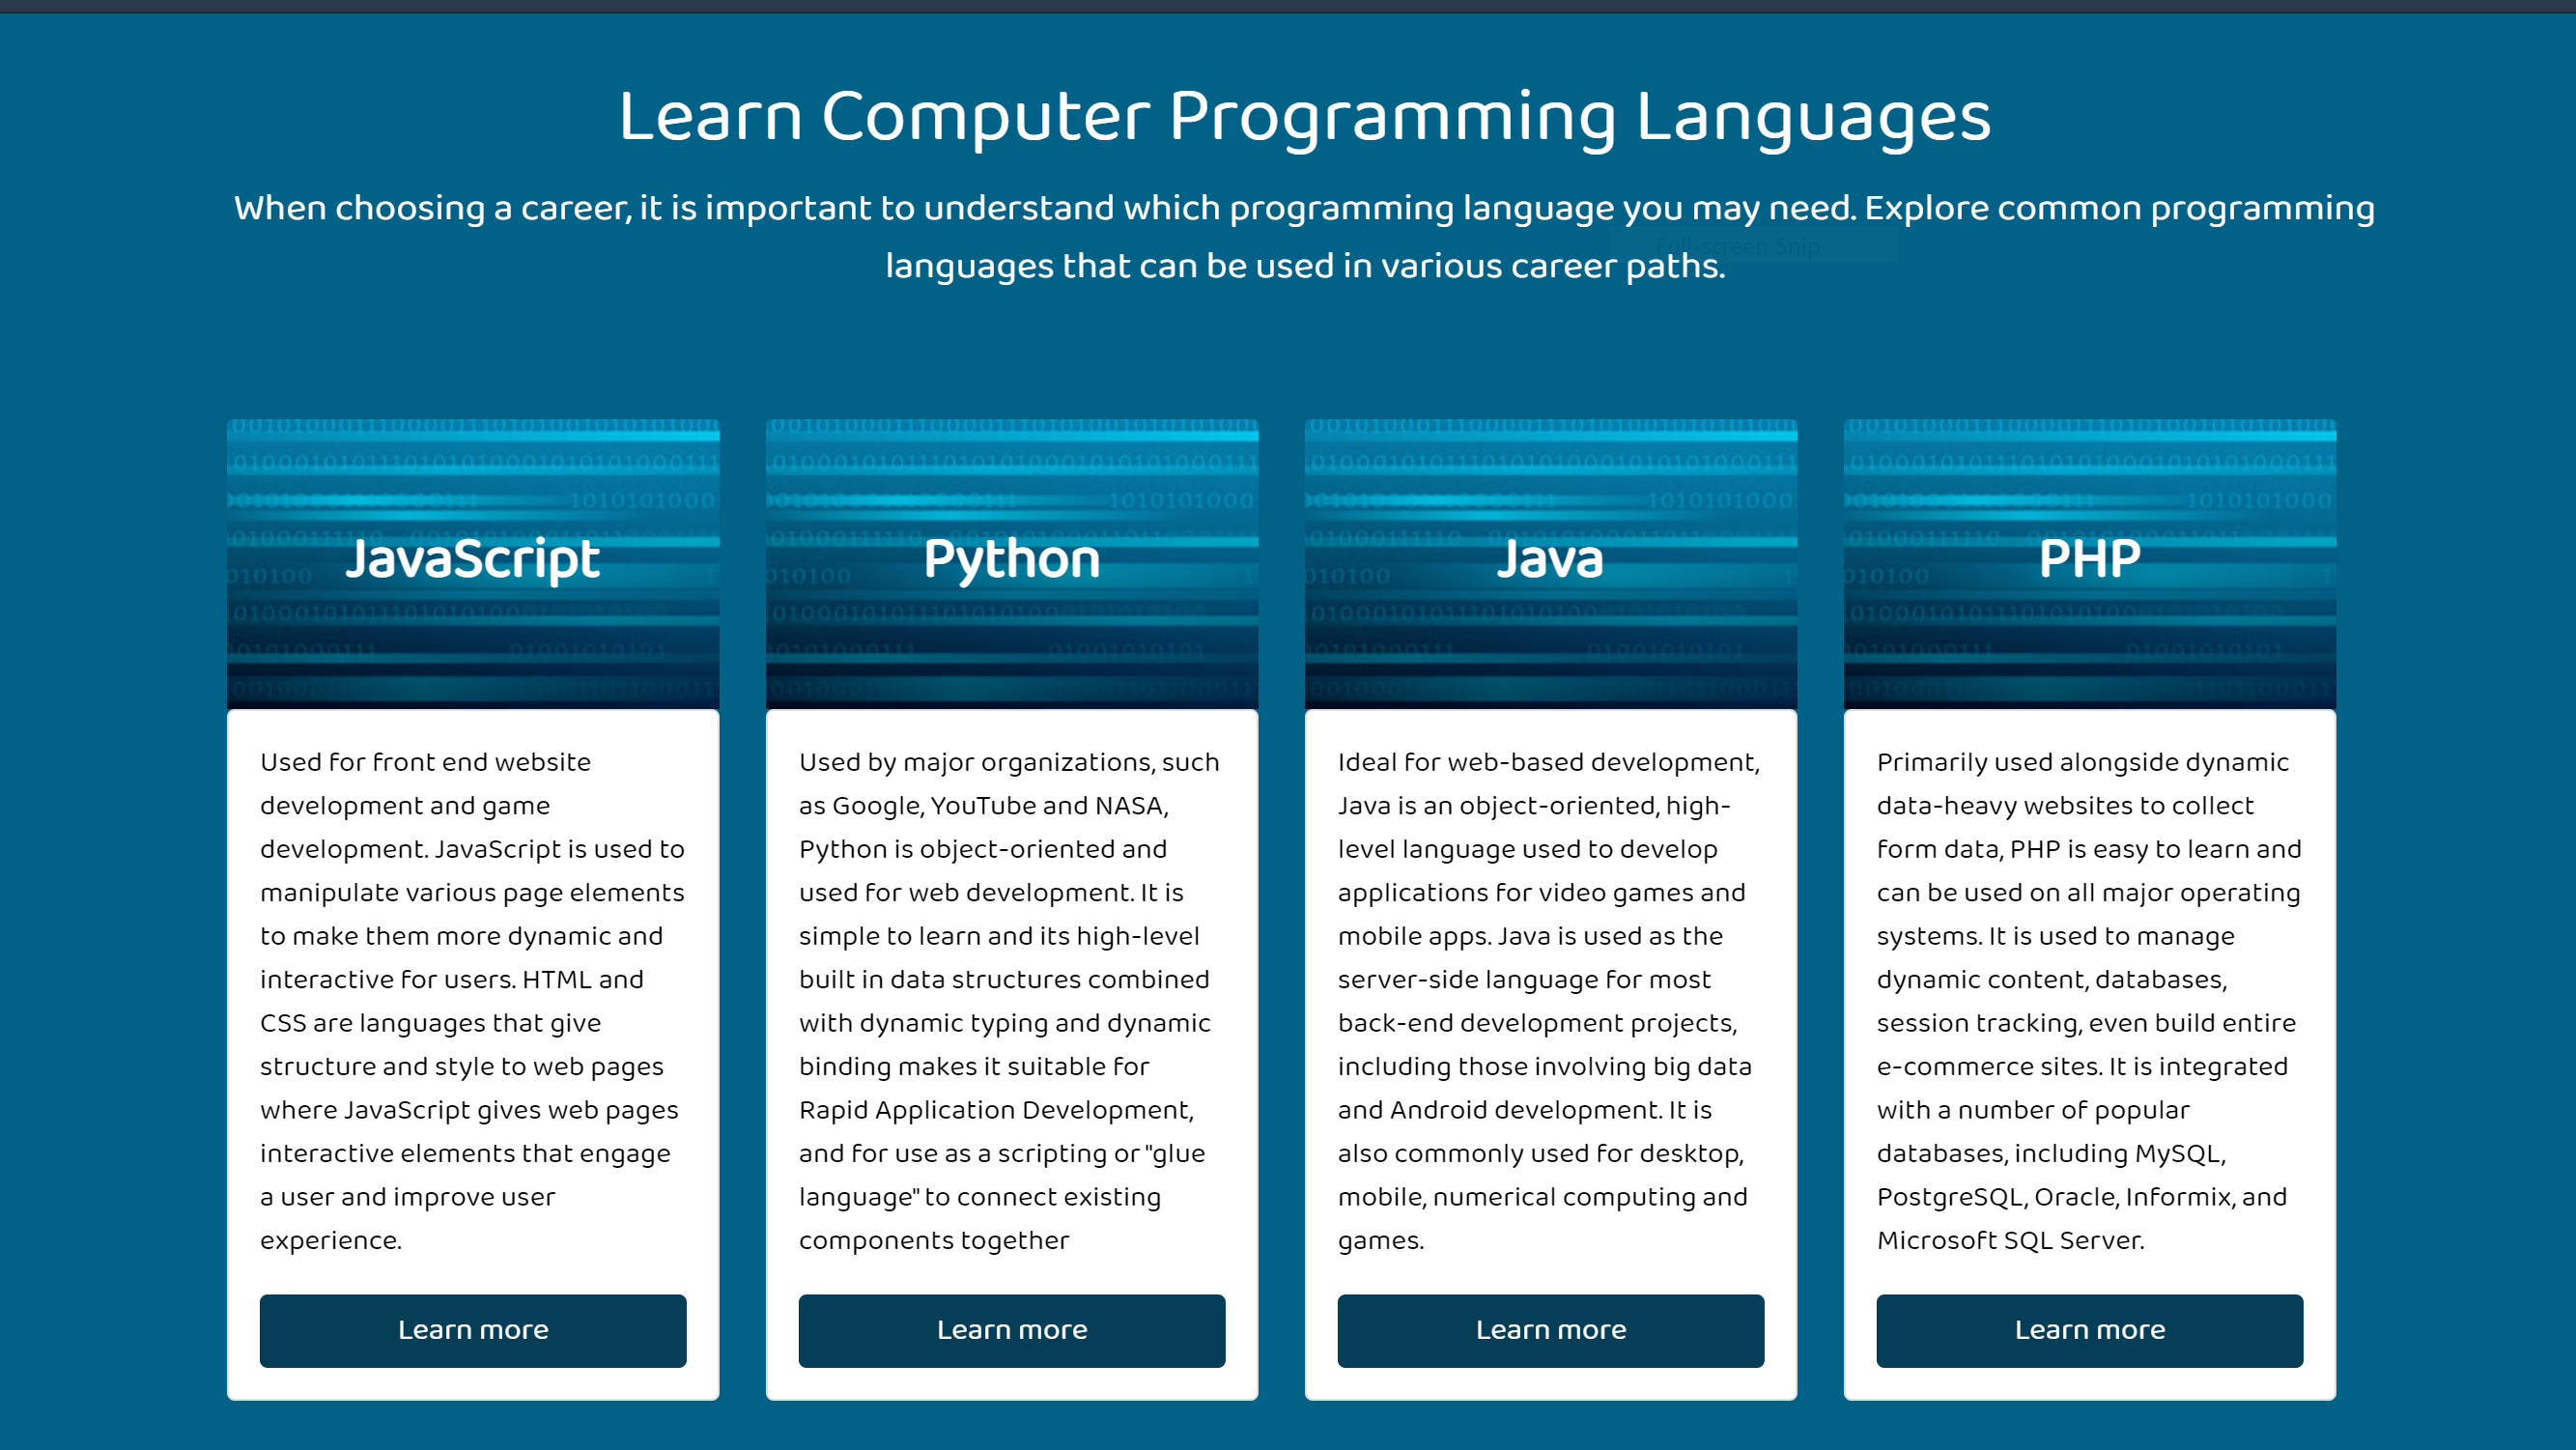 Learn Computer Programming Languages
When choosing a career, it is important to understand which programming language you may need. Explore common programming
languages that can be used in various career paths.
Full-screen Snip
JavaScript
Used for front end website
development and game
development. JavaScript is used to
manipulate various page elements
to make them more dynamic and
interactive for users. HTML and
CSS are languages that give
structure and style to web pages
where JavaScript gives web pages
interactive elements that engage
a user and improve user
experience.
Learn more
Python
Used by major organizations, such
as Google, YouTube and NASA,
Python is object-oriented and
used for web development. It is
simple to learn and its high-level
built in data structures combined
with dynamic typing and dynamic
binding makes it suitable for
Rapid Application Development,
and for use as a scripting or "glue
language" to connect existing
components together
Learn more
Java
Ideal for web-based development,
Java is an object-oriented, high-
level language used to develop
applications for video games and
mobile apps. Java is used as the
server-side language for most
back-end development projects,
including those involving big data
and Android development. It is
also commonly used for desktop,
mobile, numerical computing and
games.
Learn more
PHP
Primarily used alongside dynamic
data-heavy websites to collect
form data, PHP is easy to learn and
can be used on all major operating
systems. It is used to manage
dynamic content, databases,
session tracking, even build entire
e-commerce sites. It is integrated
with a number of popular
databases, including MySQL,
PostgreSQL, Oracle, Informix, and
Microsoft SQL Server.
Learn more